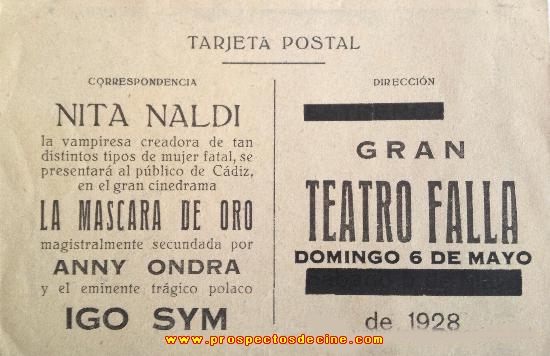 TARJETA POSTAL
CORRESPONDENCIA
NITA NALDI
la vampiresa creadora de tan
distintos tipos de mujer fatal, se
presentará al público de Cádiz,
en el gran cinedrama
LA MASCARA DE ORO
magistralmente secundada por
ANNY ONDRA
y el eminente trágico polaco
IGO SYM
DIRECCIÓN
GRAN
TEATRO FALLA
DOMINGO 6 DE MAYO
de 1928
www.prospectosdecine.com